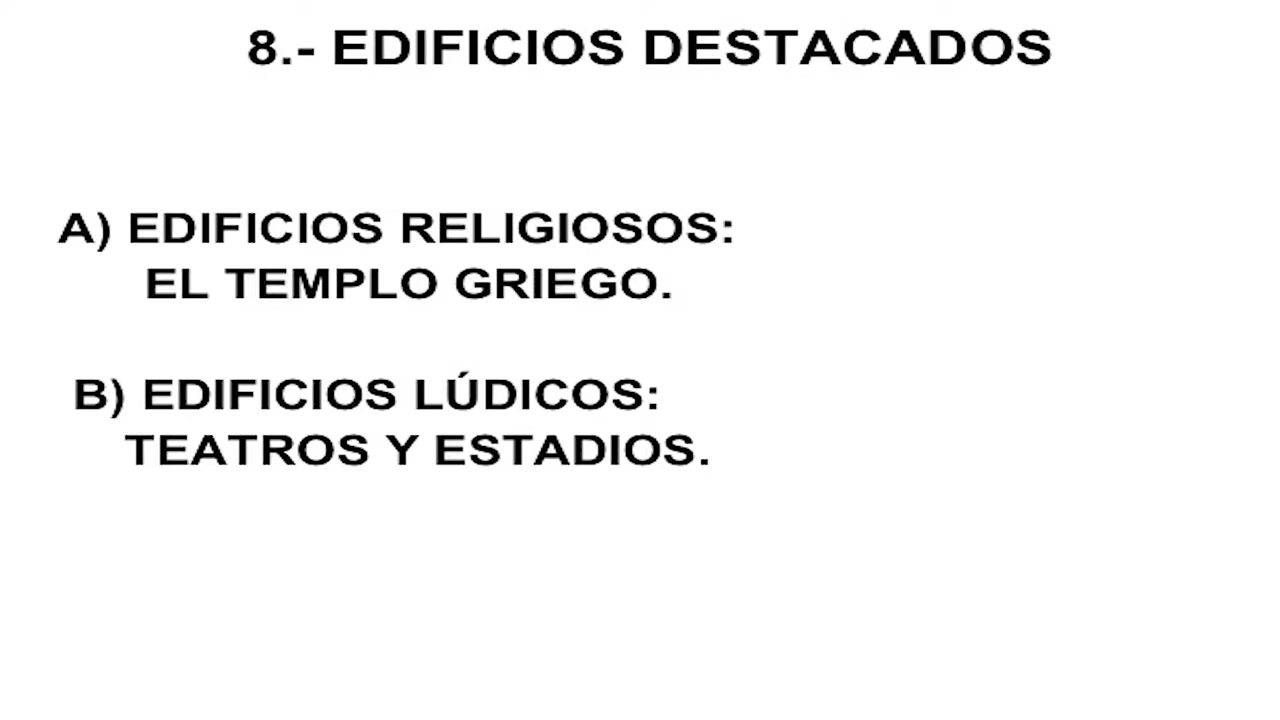 8.- EDIFICIOS DESTACADOS
A) EDIFICIOS RELIGIOSOS:
EL TEMPLO GRIEGO.
B) EDIFICIOS LÚDICOS:
TEATROS Y ESTADIOS.